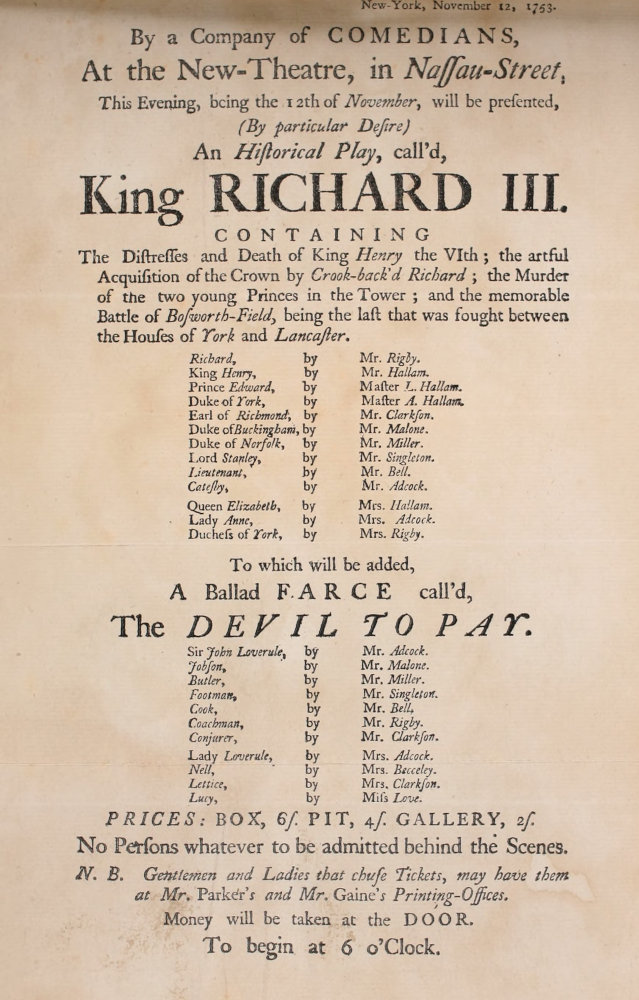 New-York, November 12, 1753.
By a Company of COMEDIANS,
At the New-Theatre, in Naſſau-Street,
This Evening, being the 12th of November, will be preſented,
(By particular Deſire)
An Hiſtorical Play, call'd,
King RICHARD III.
CONTAINING
The Diſtreſſes and Death of King Henry the VIth ; the artful
Acquiſition of the Crown by Crook-back'd Richard ; the Murder
of the two young Princes in the Tower ; and the memorable
Battle of Boſworth-Field, being the laſt that was fought between
the Houſes of York and Lancaſter.
Richard, by Mr. Rigby.
King Henry, by Mr. Hallam.
Prince Edward, by Maſter L. Hallam.
Duke of York, by Maſter A. Hallam.
Earl of Richmond, by Mr. Clarkſon.
Duke of Buckingham, by Mr. Malone.
Duke of Norfolk, by Mr. Miller.
Lord Stanley, by Mr. Singleton.
Lieutenant, by Mr. Bell.
Cateſby, by Mr. Adcock.
Queen Elizabeth, by Mrs. Hallam.
Lady Anne, by Mrs. Adcock.
Ducheſs of York, by Mrs. Rigby.
To which will be added,
A Ballad FARCE call'd,
The DEVIL TO PAY.
Sir John Loverule, by Mr. Adcock.
Jobſon, by Mr. Malone.
Butler, by Mr. Miller.
Footman, by Mr. Singleton.
Cook, by Mr. Bell.
Coachman, by Mr. Rigby.
Conjurer, by Mr. Clarkſon.
Lady Loverule, by Mrs. Adcock.
Nell, by Mrs. Becceley.
Lettice, by Mrs. Clarkſon.
Lucy, by Miſs Love.
PRICES: BOX, 6ſ. PIT, 4ſ. GALLERY, 2ſ.
No Perſons whatever to be admitted behind the Scenes.
N. B. Gentlemen and Ladies that chuſe Tickets, may have them
at Mr. Parker's and Mr. Gaine's Printing-Offices.
Money will be taken at the DOOR.
To begin at 6 o'Clock.